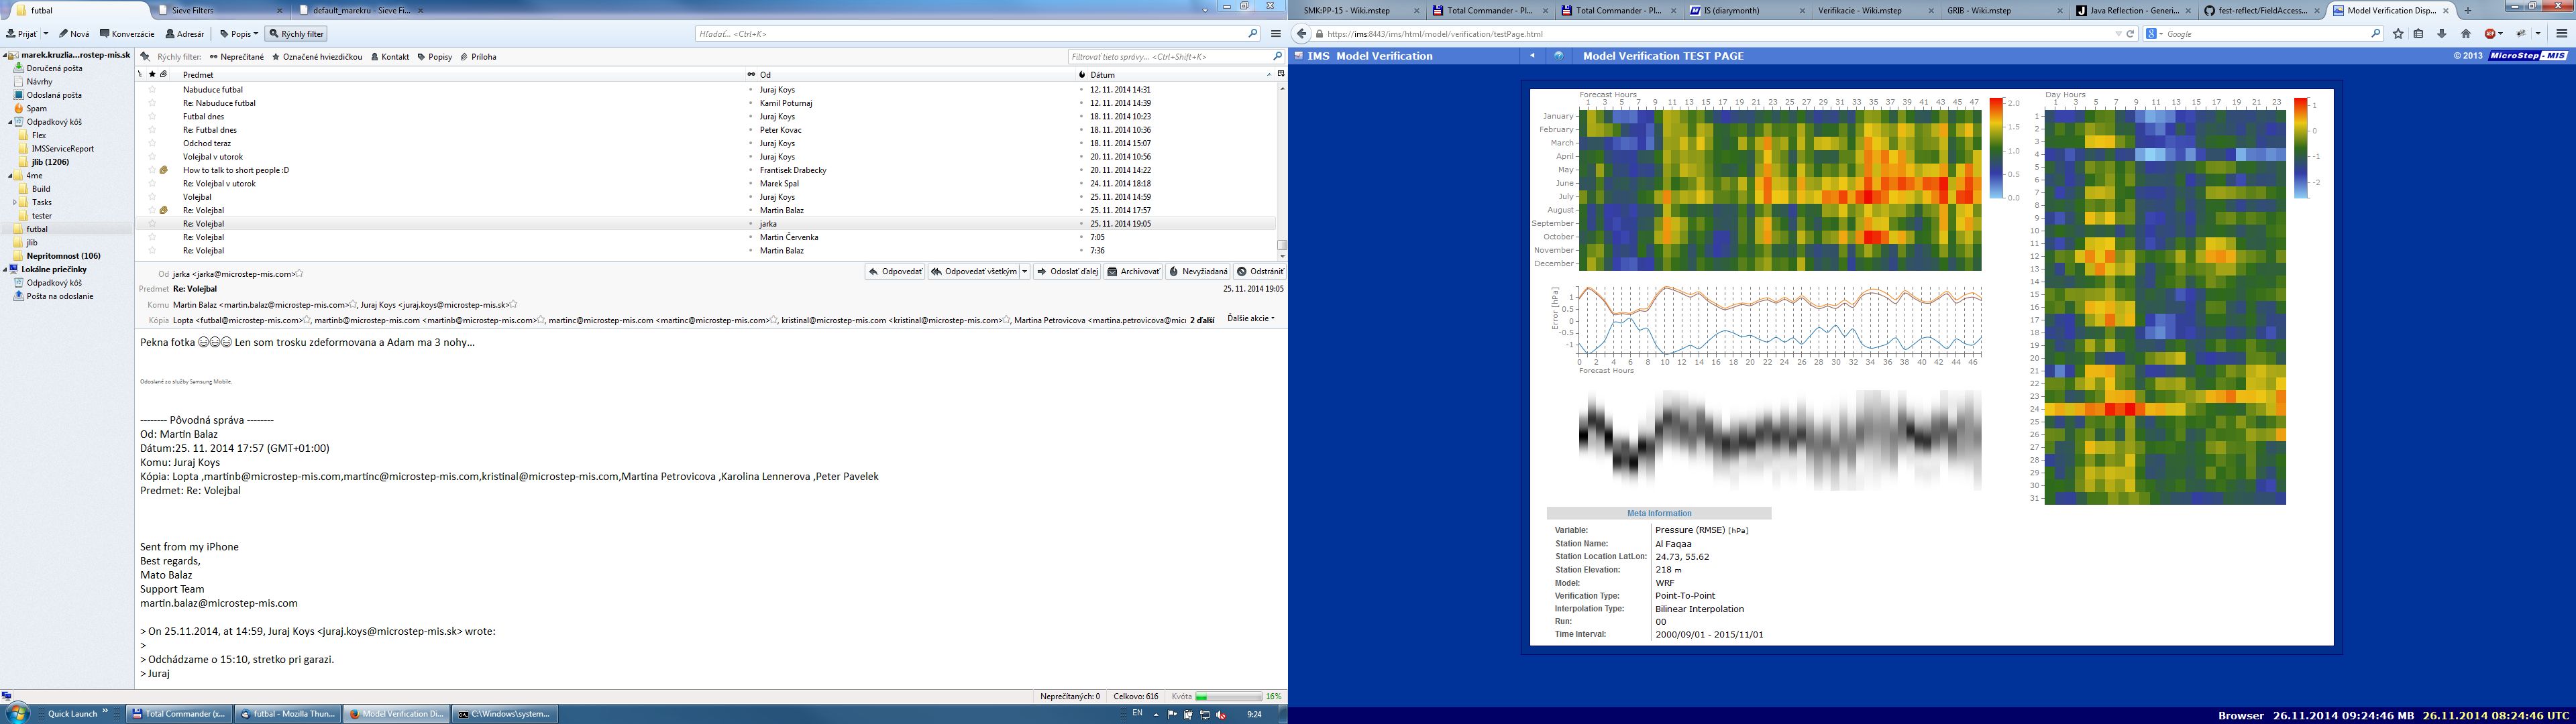 futbal
Sieve Filters
default_marekru - Sieve Fi...
Prijať
Nová
Konverzácie
Adresár
Popis
Rýchly filter
Hľadať... <Ctrl+K>
marek.kruzlia...rostep-mis.sk
Doručená pošta
Návrhy
Odoslaná pošta
Spam
Odpadkový kôš
Flex
IMSServiceReport
jlib (1206)
4me
Build
Tasks
tester
futbal
jlib
Nepritomnost (106)
Lokálne priečinky
Odpadkový kôš
Pošta na odoslanie
Rýchly filter:
Neprečítané
Označené hviezdičkou
Kontakt
Popisy
Príloha
Filtrovať tieto správy... <Ctrl+Shift+K>
Predmet Od Dátum
Nabuduce futbal Juraj Koys 12. 11. 2014 14:31
Re: Nabuduce futbal Kamil Poturnaj 12. 11. 2014 14:39
Futbal dnes Juraj Koys 18. 11. 2014 10:23
Re: Futbal dnes Peter Kovac 18. 11. 2014 10:36
Odchod teraz Juraj Koys 18. 11. 2014 15:07
Volejbal v utorok Juraj Koys 20. 11. 2014 10:56
How to talk to short people :D Frantisek Drabecky 20. 11. 2014 14:22
Re: Volejbal v utorok Marek Spal 24. 11. 2014 18:18
Volejbal Juraj Koys 25. 11. 2014 14:59
Re: Volejbal Martin Balaz 25. 11. 2014 17:57
Re: Volejbal jarka 25. 11. 2014 19:05
Re: Volejbal Martin Červenka 7:05
Re: Volejbal Martin Balaz 7:36
Od jarka <jarka@microstep-mis.com>
Odpovedať
Odpovedať všetkým
Odoslať ďalej
Archivovať
Nevyžiadaná
Odstrániť
Predmet Re: Volejbal
25. 11. 2014 19:05
Komu Martin Balaz <martin.balaz@microstep-mis.com>, Juraj Koys <juraj.koys@microstep-mis.sk>
Kópia Lopta <futbal@microstep-mis.com>, martinb@microstep-mis.com <martinb@microstep-mis.com>, martinc@microstep-mis.com <martinc@microstep-mis.com>, kristinal@microstep-mis.com <kristinal@microstep-mis.com>, Martina Petrovicova <martina.petrovicova@micr 2 ďalší
Ďalšie akcie
Pekna fotka 😄😄😄 Len som trosku zdeformovana a Adam ma 3 nohy...
Odoslané zo služby Samsung Mobile.
-------- Pôvodná správa --------
Od: Martin Balaz
Dátum:25. 11. 2014 17:57 (GMT+01:00)
Komu: Juraj Koys
Kópia: Lopta ,martinb@microstep-mis.com,martinc@microstep-mis.com,kristinal@microstep-mis.com,Martina Petrovicova ,Karolina Lennerova ,Peter Pavelek
Predmet: Re: Volejbal
Sent from my iPhone
Best regards,
Mato Balaz
Support Team
martin.balaz@microstep-mis.com
> On 25.11.2014, at 14:59, Juraj Koys <juraj.koys@microstep-mis.sk> wrote:
>
> Odchádzame o 15:10, stretko pri garazi.
> Juraj
Neprečítaných: 0
Celkovo: 616
Kvóta
16%
Quick Launch
Total Commander (x...
futbal - Mozilla Thun...
Model Verification Di...
C:\Windows\system...
EN
9:24
SMK:PP-15 - Wiki.mstep
Total Commander - Pl...
Total Commander - Pl...
IS (diarymonth)
Verifikacie - Wiki.mstep
GRIB - Wiki.mstep
Java Reflection - Generi...
fest-reflect/FieldAccess...
Model Verification Disp...
https://ims:8443/ims/html/model/verification/testPage.html
Google
IMS Model Verification
Model Verification TEST PAGE
© 2013 MicroStep - MIS
Forecast Hours
1 3 5 7 9 11 13 15 17 19 21 23 25 27 29 31 33 35 37 39 41 43 45 47
January
February
March
April
May
June
July
August
September
October
November
December
2.0
1.5
1.0
0.5
0.0
Error [hPa]
1
0.5
0
-0.5
-1
0 2 4 6 8 10 12 14 16 18 20 22 24 26 28 30 32 34 36 38 40 42 44 46
Forecast Hours
Day Hours
1 3 5 7 9 11 13 15 17 19 21 23
1
2
3
4
5
6
7
8
9
10
11
12
13
14
15
16
17
18
19
20
21
22
23
24
25
26
27
28
29
30
31
1
0
-1
-2
Meta Information
Variable: Pressure (RMSE) [hPa]
Station Name: Al Faqaa
Station Location LatLon: 24.73, 55.62
Station Elevation: 218 m
Model: WRF
Verification Type: Point-To-Point
Interpolation Type: Bilinear Interpolation
Run: 00
Time Interval: 2000/09/01 - 2015/11/01
Browser 26.11.2014 09:24:46 MB 26.11.2014 08:24:46 UTC